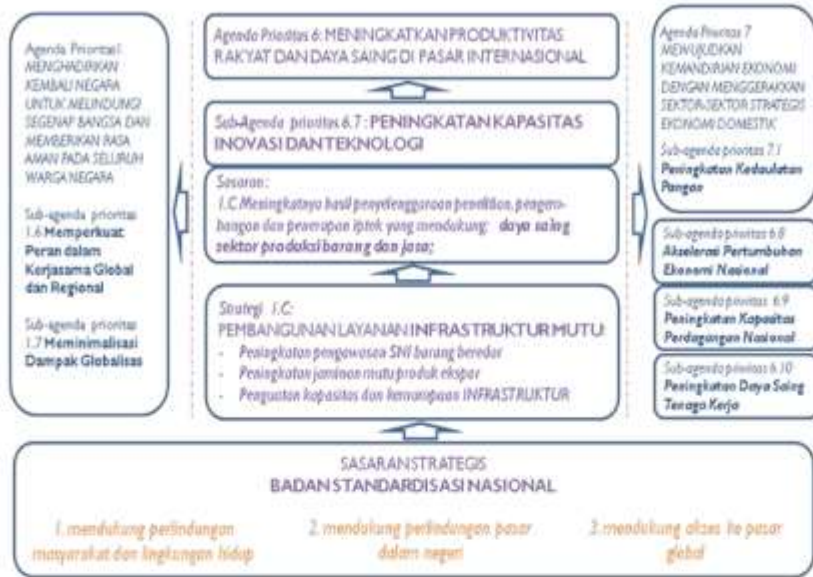 Agenda Prioritas1
MENGHADIRKAN
KEMBALI NEGARA
UNTUK MELINDUNGI
SEGENAP BANGSA DAN
MEMBERIKAN RASA
AMAN PADA SELURUH
WARGA NEGARA
Sub-agenda prioritas
1.6 Memperkuat
Peran dalam
Kerjasama Global
dan Regional
Sub-agenda prioritas
1.7 Meminimalisasi
Dampak Globalisas
Agenda Prioritas 6: MENINGKATKAN PRODUKTIVITAS
RAKYAT DAN DAYA SAING DI PASAR INTERNASIONAL
Sub-Agenda prioritas 6.7 : PENINGKATAN KAPASITAS
INOVASI DAN TEKNOLOGI
Sasaran :
1.C Meningkatnya hasil penyelenggaraan penelitian, pengem-
bangan dan penerapan iptek yang mendukung: daya saing
sektor produksi barang dan jasa;
Strategi 1.C:
PEMBANGUNAN LAYANAN INFRASTRUKTUR MUTU:
- Peningkatan pengawasan SNI barang beredar
- Peningkatan jaminan mutu produk ekspor
- Penguatan kapasitas dan kemampuan INFRASTRUKTUR
Agenda Prioritas 7
MEWUJUDKAN
KEMANDIRIAN EKONOMI
DENGAN MENGGERAKKAN
SEKTOR-SEKTOR STRATEGIS
EKONOMI DOMESTIK
Sub-agenda prioritas 7.1
Peningkatan Kedaulatan
Pangan
Sub-agenda prioritas 6.8
Akselerasi Pertumbuhan
Ekonomi Nasional
Sub-agenda prioritas 6.9
Peningkatan Kapasitas
Perdagangan Nasional
Sub-agenda prioritas 6.10
Peningkatan Daya Saing
Tenaga Kerja
SASARAN STRATEGIS
BADAN STANDARDISASI NASIONAL
1. mendukung perlindungan
masyarakat dan lingkungan hidup
2. mendukung perlindungan pasar
dalam negeri
3. mendukung akses ke pasar
global